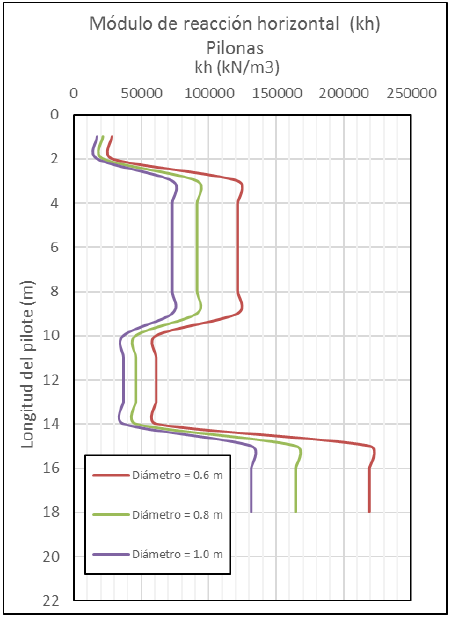 Módulo de reacción horizontal (kh)
Pilonas
kh (kN/m3)
0 50000 100000 150000 200000 250000
0
2
4
6
8
10
12
14
16
18
20
22
Longitud del pilote (m)
Diámetro = 0.6 m
Diámetro = 0.8 m
Diámetro = 1.0 m